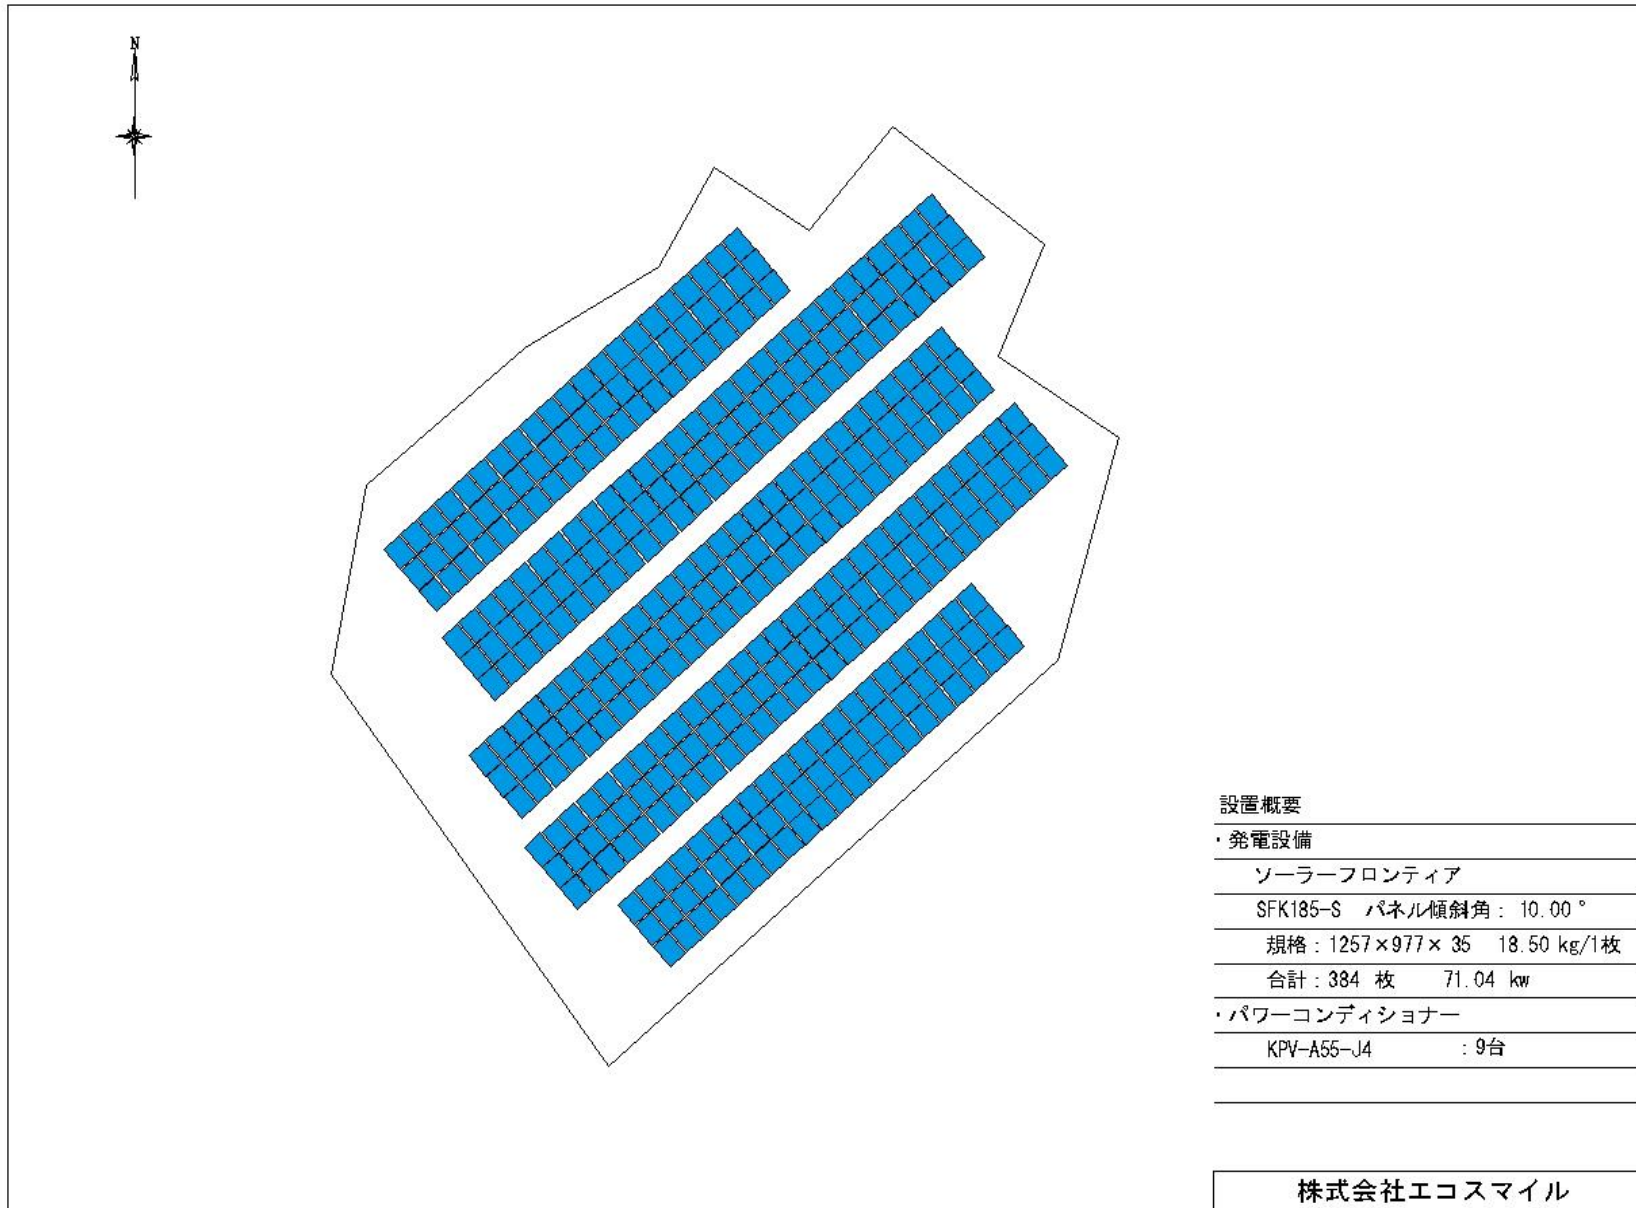 N
設置概要
・発電設備
ソーラーフロンティア
SFK185-S パネル傾斜角：10.00°
規格：1257×977×35 18.50 kg/1枚
合計：384 枚 71.04 kw
・パワーコンディショナー
KPV-A55-J4 ：9台
株式会社エコスマイル